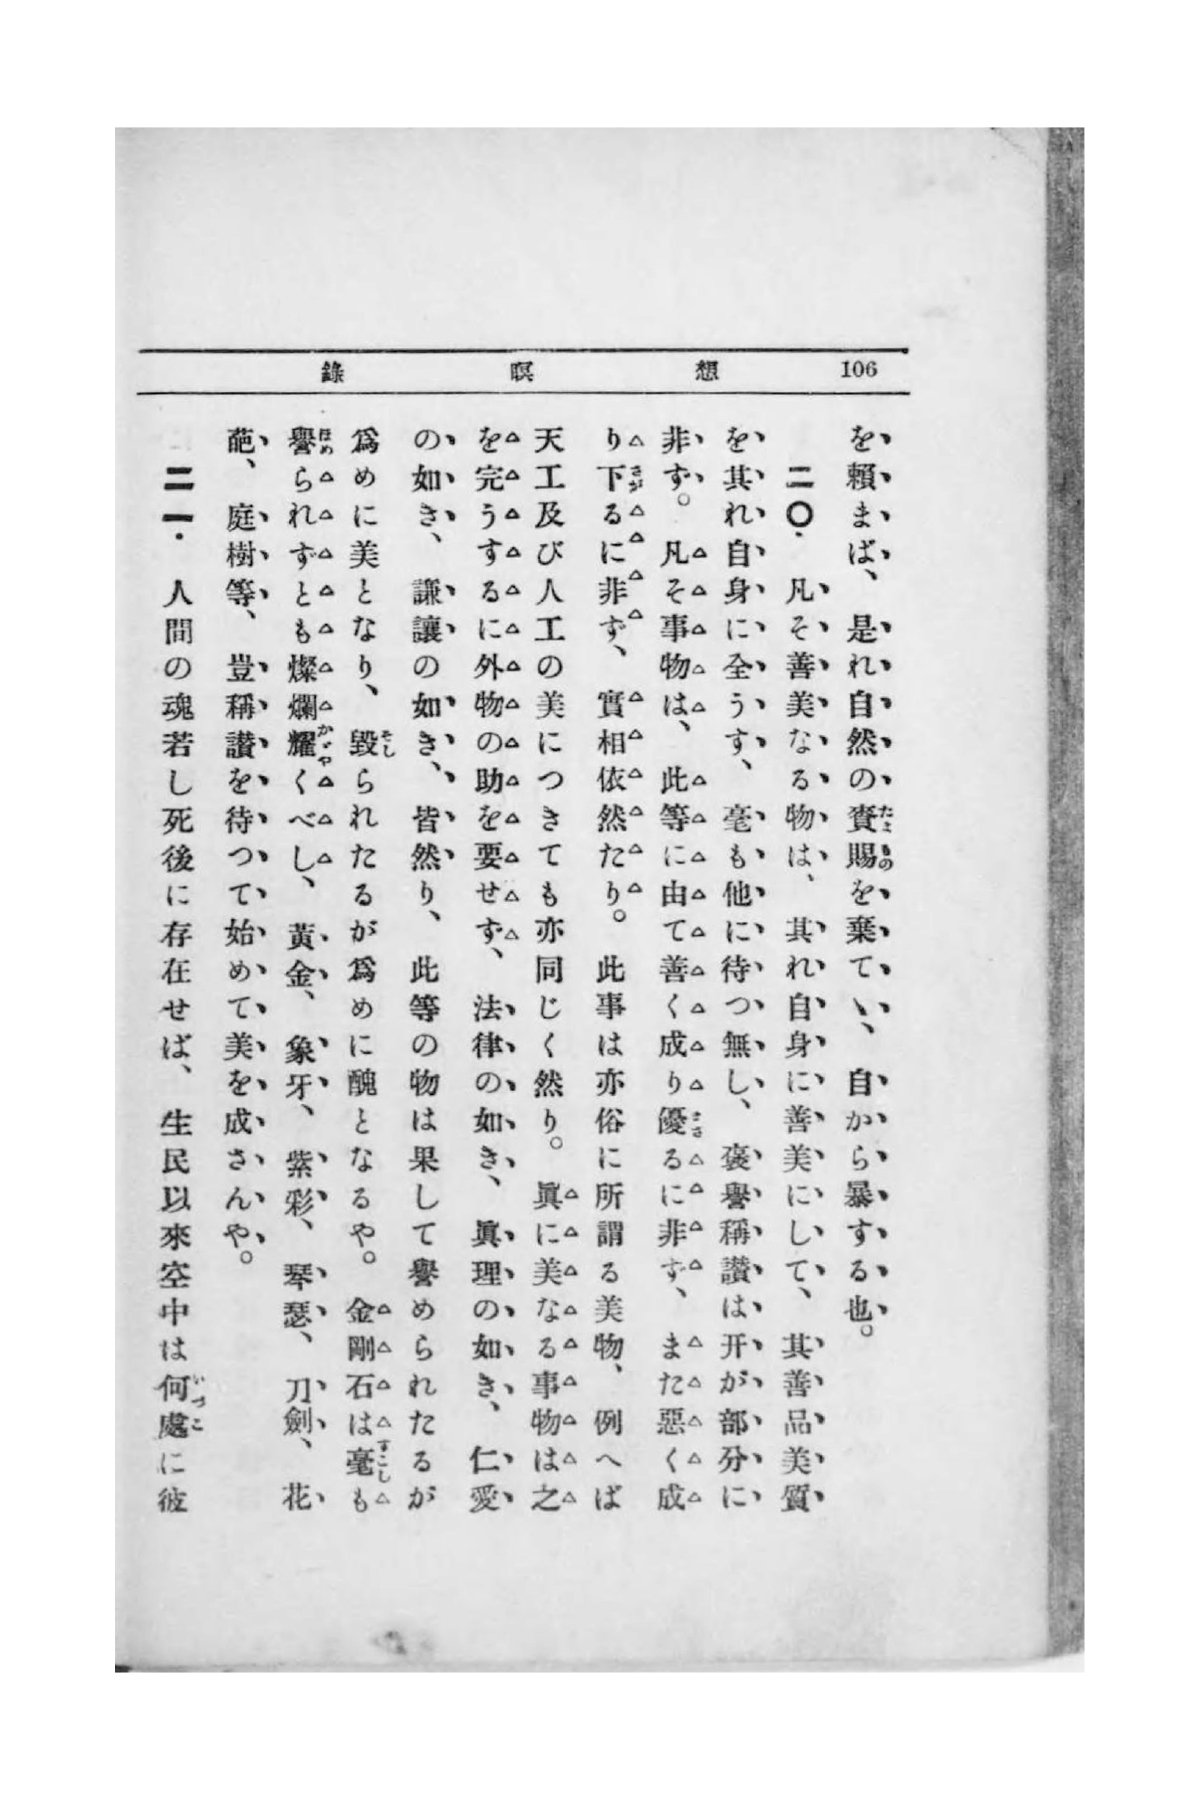 106 想瞑錄
を賴まば、是れ自然の賚賜を棄てゝ、自から暴する也。
二〇. 凡そ善美なる物は、其れ自身に善美にして、其善品美質
を其れ自身に全うす、毫も他に待つ無し、褒譽稱讃は开が部分に
非ず。凡そ事物は、此等に由て善く成り優るに非ず、また惡く成
り下るに非ず、實相依然たり。此事は亦俗に所謂る美物、例へば
天工及び人工の美につきても亦同じく然り。眞に美なる事物は之
を完うするに外物の助を要せず、法律の如き、眞理の如き、仁愛
の如き、謙讓の如き、皆然り、此等の物は果して譽められたるが
爲めに美となり、毀られたるが爲めに醜となるや。金剛石は毫も
譽られずとも燦爛耀くべし、黃金、象牙、紫彩、琴瑟、刀劍、花
葩、庭樹等、豈稱讃を待つて始めて美を成さんや。
二一. 人間の魂若し死後に存在せば、生民以來空中は何處に彼